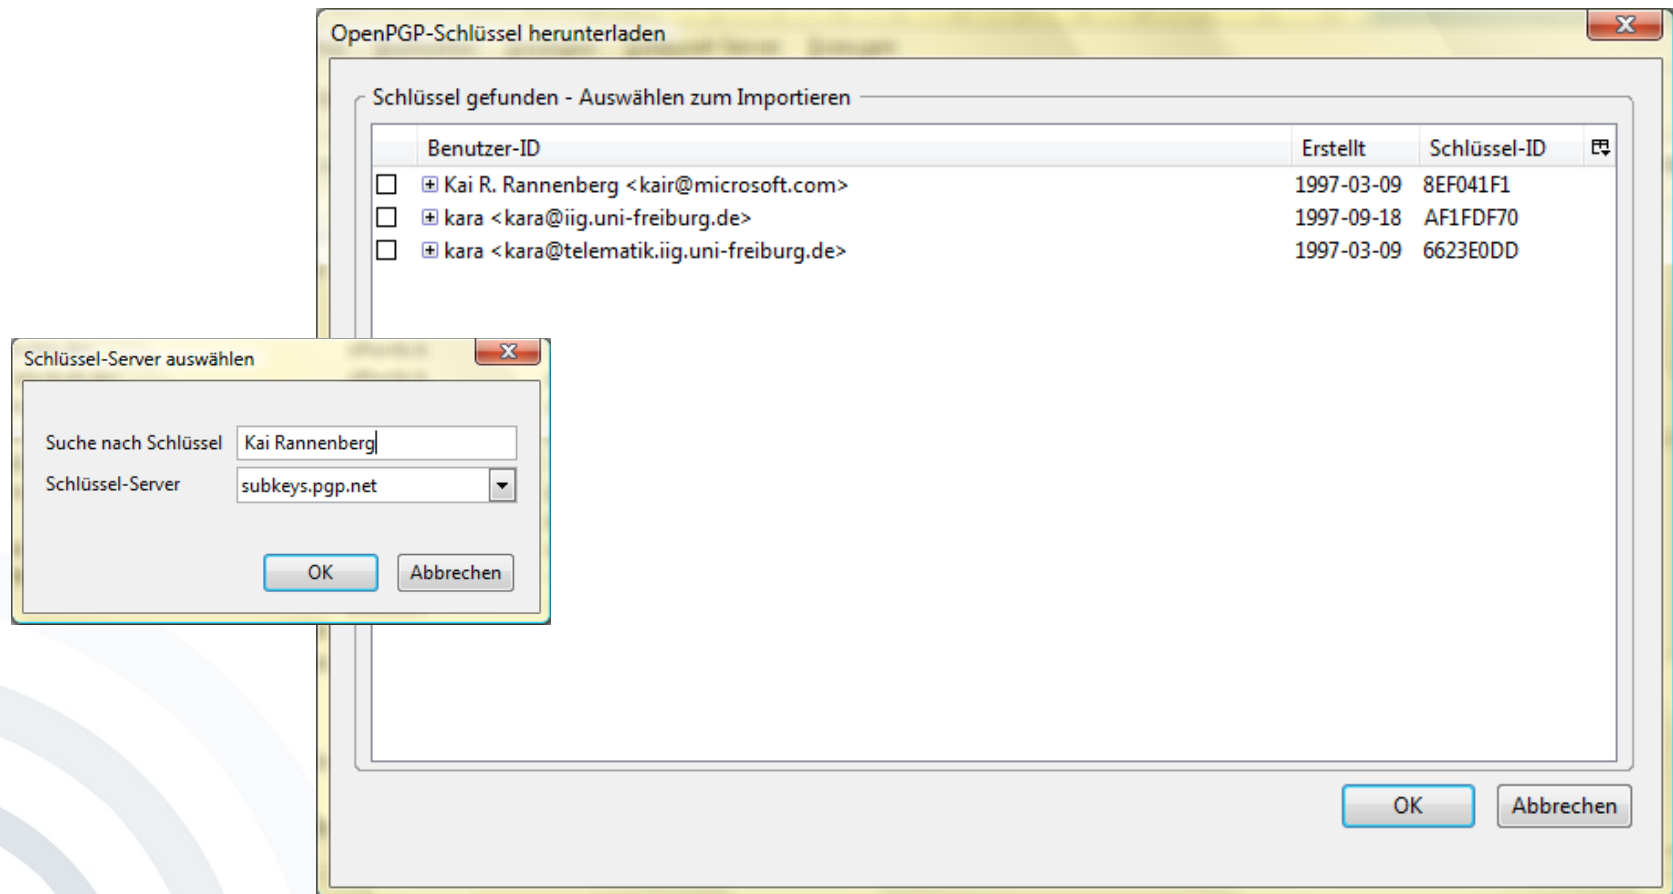 OpenPGP-Schlüssel herunterladen
Schlüssel gefunden - Auswählen zum Importieren
Benutzer-ID Erstellt Schlüssel-ID
Kai R. Rannenberg <kair@microsoft.com> 1997-03-09 8EF041F1
kara <kara@iig.uni-freiburg.de> 1997-09-18 AF1FDF70
kara <kara@telematik.iig.uni-freiburg.de> 1997-03-09 6623E0DD
Schlüssel-Server auswählen
Suche nach Schlüssel Kai Rannenberg
Schlüssel-Server subkeys.pgp.net
OK Abbrechen
OK Abbrechen